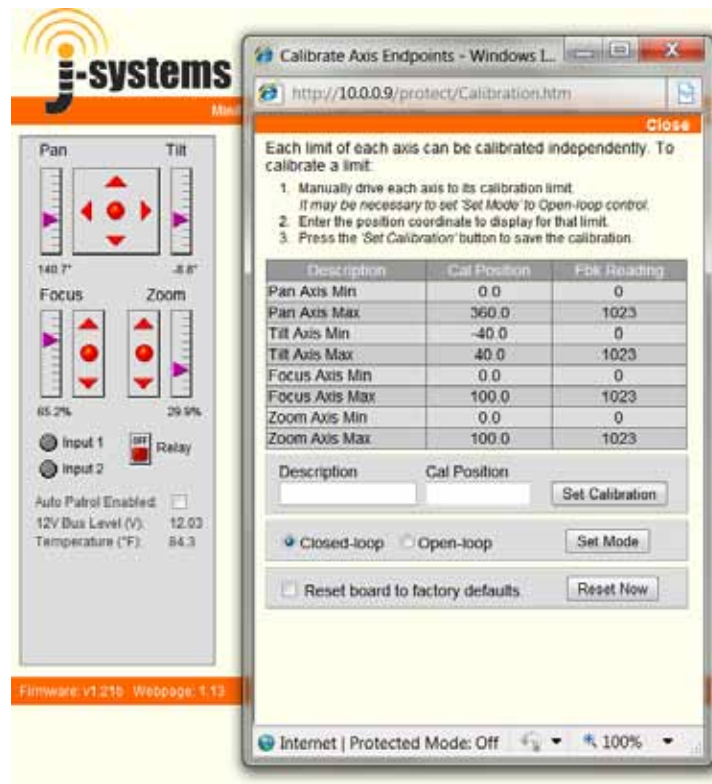 j-systems
Pan Tilt
140.7° -8.8°
Focus Zoom
65.2% 29.9%
Input 1
Input 2
OFF
Relay
Auto Patrol Enabled:
12V Bus Level (V): 12.03
Temperature (°F): 84.3
Firmware: v1.21b Webpage: 1.13
Calibrate Axis Endpoints - Windows I...
http://10.0.0.9/protect/Calibration.htm
Close
Each limit of each axis can be calibrated independently. To
calibrate a limit:
1. Manually drive each axis to its calibration limit.
It may be necessary to set 'Set Mode' to Open-loop control.
2. Enter the position coordinate to display for that limit.
3. Press the 'Set Calibration' button to save the calibration.
Description Cal Position Fbk Reading
Pan Axis Min 0.0 0
Pan Axis Max 360.0 1023
Tilt Axis Min -40.0 0
Tilt Axis Max 40.0 1023
Focus Axis Min 0.0 0
Focus Axis Max 100.0 1023
Zoom Axis Min 0.0 0
Zoom Axis Max 100.0 1023
Description Cal Position
Set Calibration
Closed-loop Open-loop Set Mode
Reset board to factory defaults Reset Now
Internet | Protected Mode: Off 100%